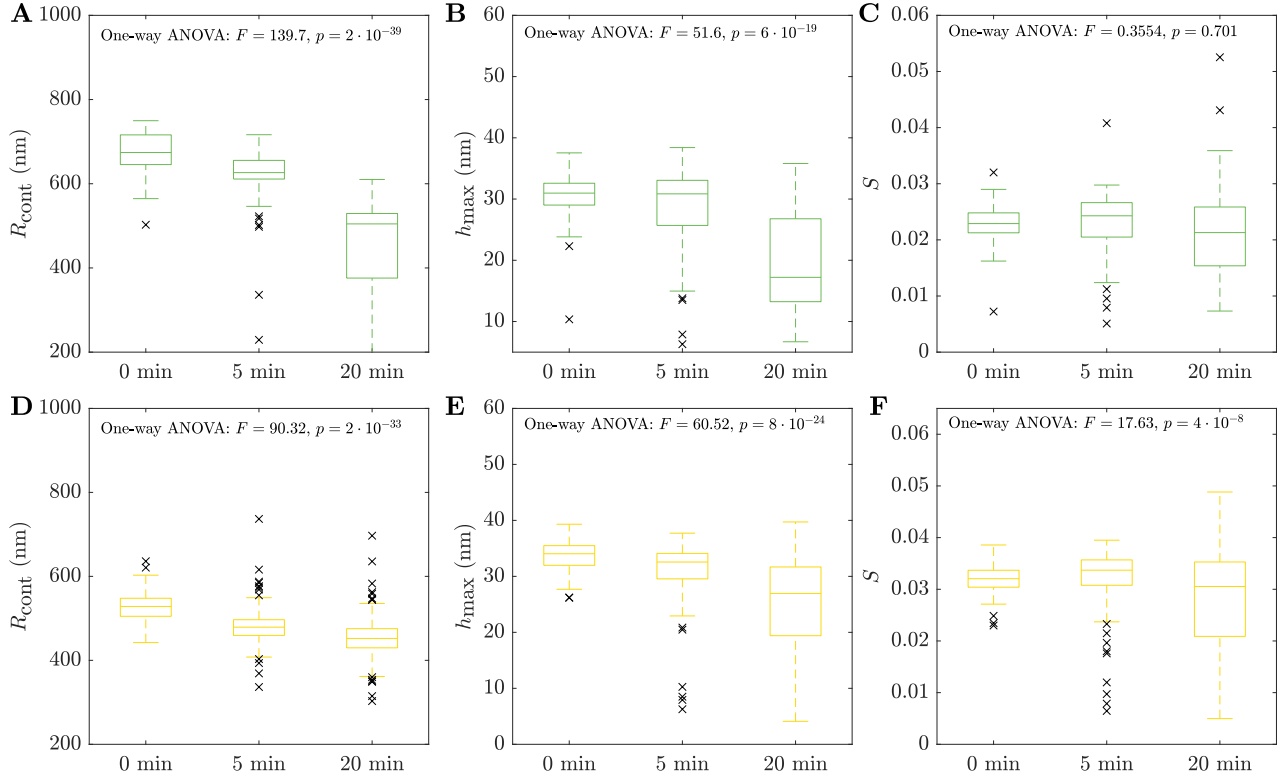 A
One-way ANOVA: F = 139.7, p = 2 · 10⁻³⁹
1000
800
600
400
200
R_cont (nm)
0 min 5 min 20 min
B
One-way ANOVA: F = 51.6, p = 6 · 10⁻¹⁹
60
50
40
30
20
10
h_max (nm)
0 min 5 min 20 min
C
One-way ANOVA: F = 0.3554, p = 0.701
0.06
0.05
0.04
0.03
0.02
0.01
0
S
0 min 5 min 20 min
D
One-way ANOVA: F = 90.32, p = 2 · 10⁻³³
1000
800
600
400
200
R_cont (nm)
0 min 5 min 20 min
E
One-way ANOVA: F = 60.52, p = 8 · 10⁻²⁴
60
50
40
30
20
10
0
h_max (nm)
0 min 5 min 20 min
F
One-way ANOVA: F = 17.63, p = 4 · 10⁻⁸
0.06
0.05
0.04
0.03
0.02
0.01
0
S
0 min 5 min 20 min